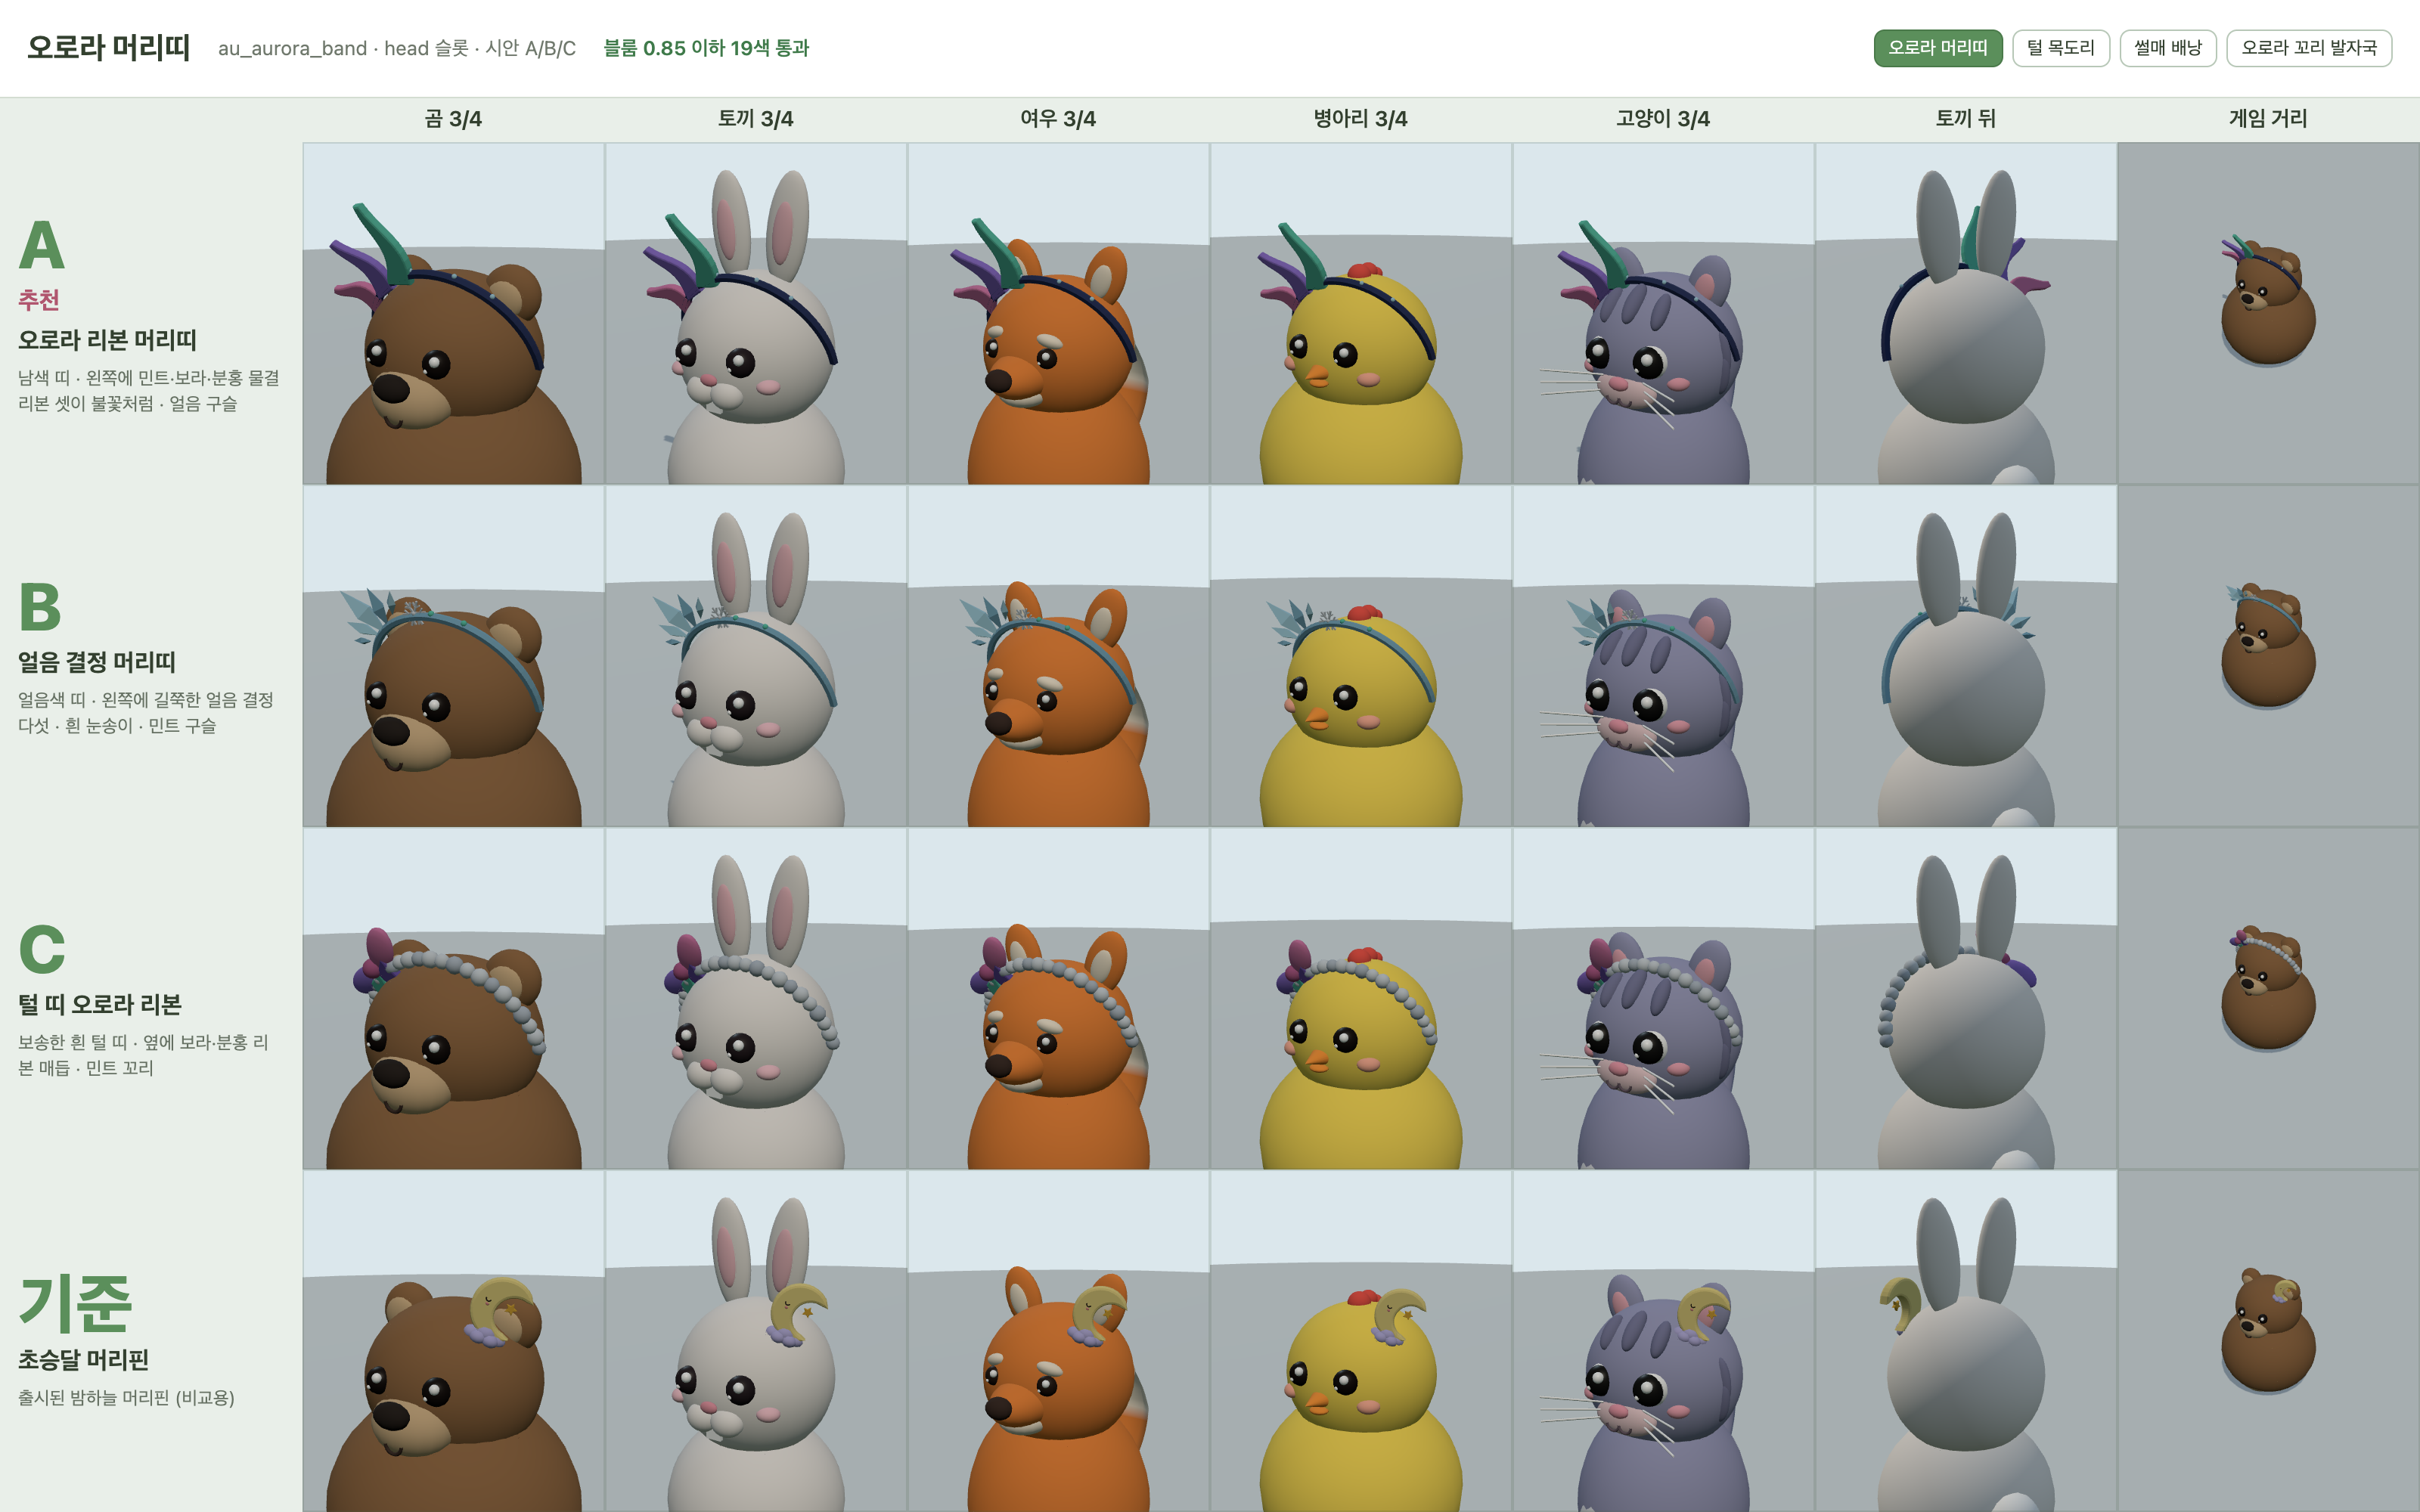 오로라 머리띠
au_aurora_band · head 슬롯 · 시안 A/B/C
블룸 0.85 이하 19색 통과
오로라 머리띠
털 목도리
썰매 배낭
오로라 꼬리 발자국
곰 3/4
토끼 3/4
여우 3/4
병아리 3/4
고양이 3/4
토끼 뒤
게임 거리
A
추천
오로라 리본 머리띠
남색 띠 · 왼쪽에 민트·보라·분홍 물결
리본 셋이 불꽃처럼 · 얼음 구슬
B
얼음 결정 머리띠
얼음색 띠 · 왼쪽에 길쭉한 얼음 결정
다섯 · 흰 눈송이 · 민트 구슬
C
털 띠 오로라 리본
보송한 흰 털 띠 · 옆에 보라·분홍 리
본 매듭 · 민트 꼬리
기준
초승달 머리핀
출시된 밤하늘 머리핀 (비교용)